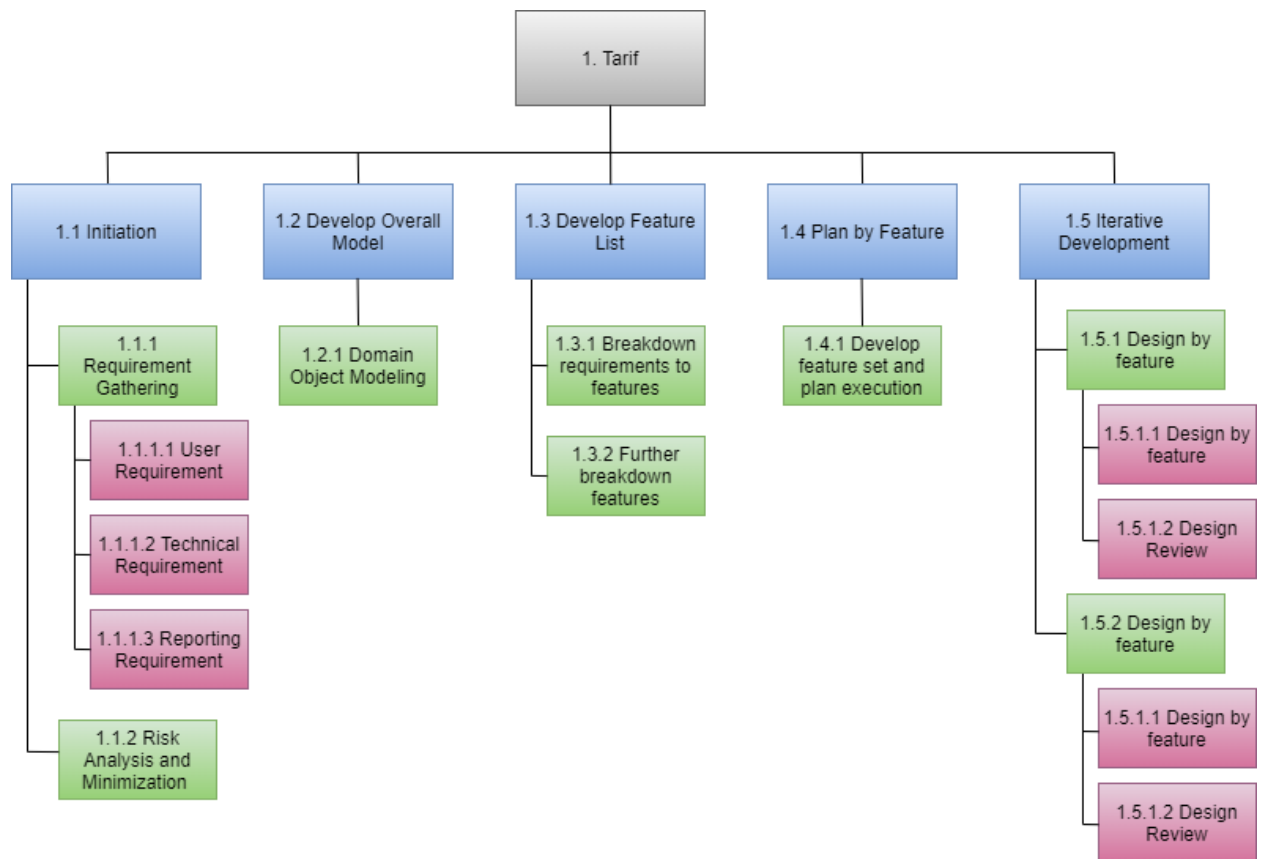 1. Tarif
1.1 Initiation
1.2 Develop Overall
Model
1.3 Develop Feature
List
1.4 Plan by Feature
1.5 Iterative
Development
1.1.1
Requirement
Gathering
1.1.1.1 User
Requirement
1.1.1.2 Technical
Requirement
1.1.1.3 Reporting
Requirement
1.1.2 Risk
Analysis and
Minimization
1.2.1 Domain
Object Modeling
1.3.1 Breakdown
requirements to
features
1.3.2 Further
breakdown
features
1.4.1 Develop
feature set and
plan execution
1.5.1 Design by
feature
1.5.1.1 Design by
feature
1.5.1.2 Design
Review
1.5.2 Design by
feature
1.5.1.1 Design by
feature
1.5.1.2 Design
Review